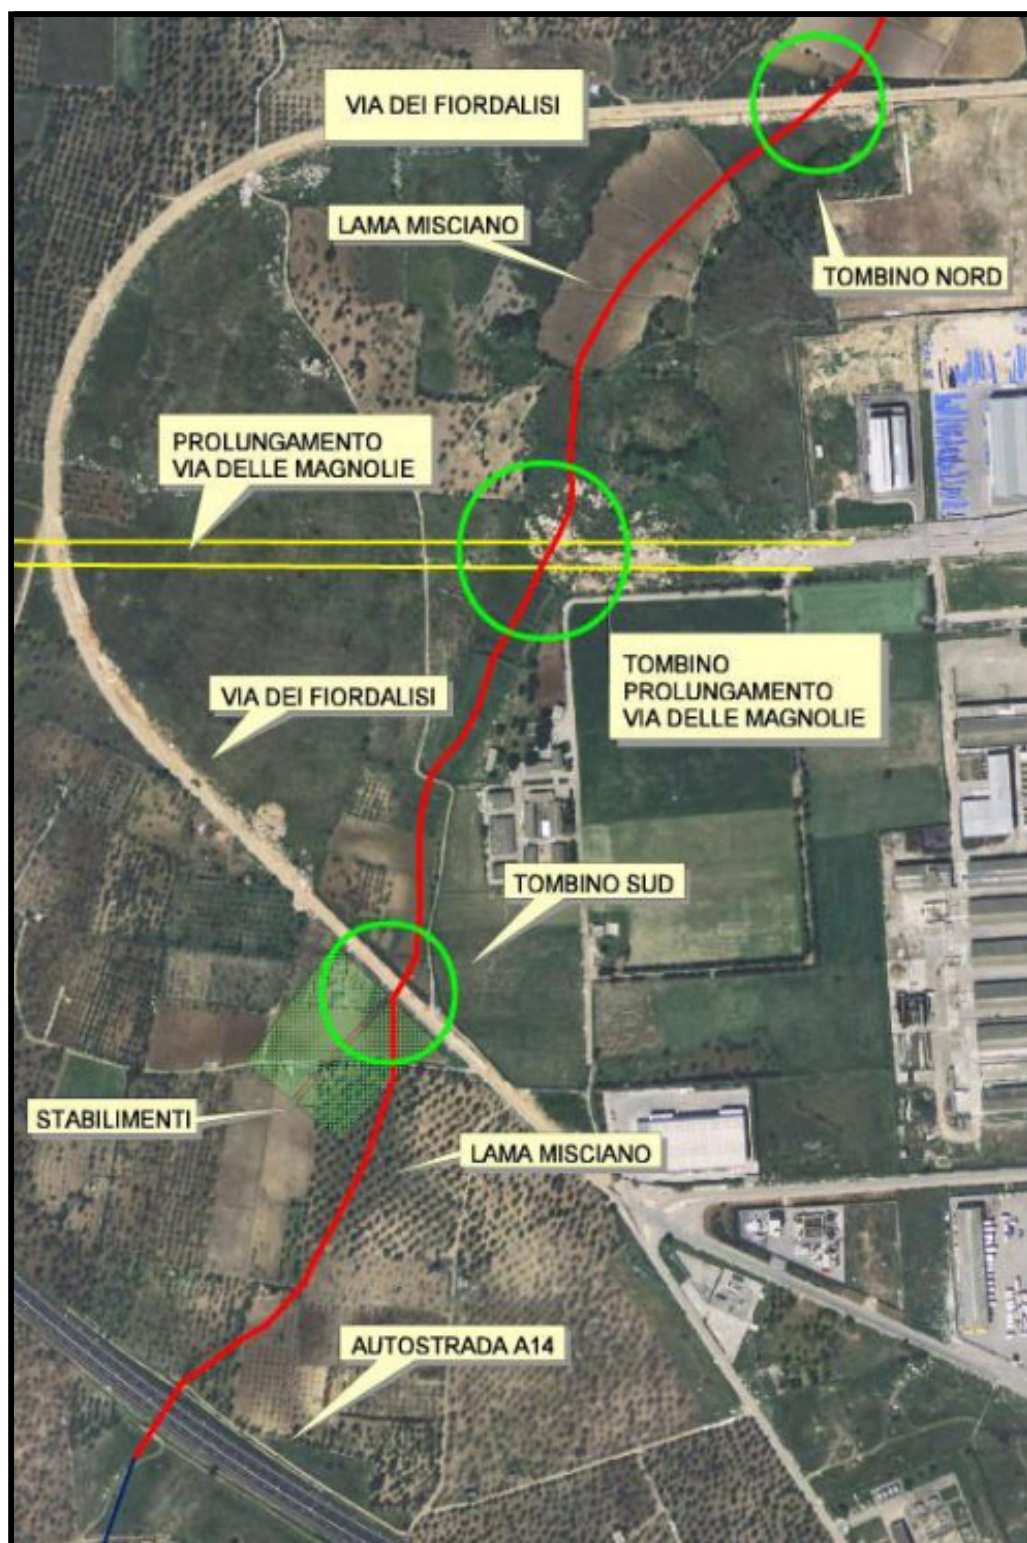 VIA DEI FIORDALISI
LAMA MISCIANO
TOMBINO NORD
PROLUNGAMENTO
VIA DELLE MAGNOLIE
TOMBINO
PROLUNGAMENTO
VIA DELLE MAGNOLIE
VIA DEI FIORDALISI
TOMBINO SUD
STABILIMENTI
LAMA MISCIANO
AUTOSTRADA A14